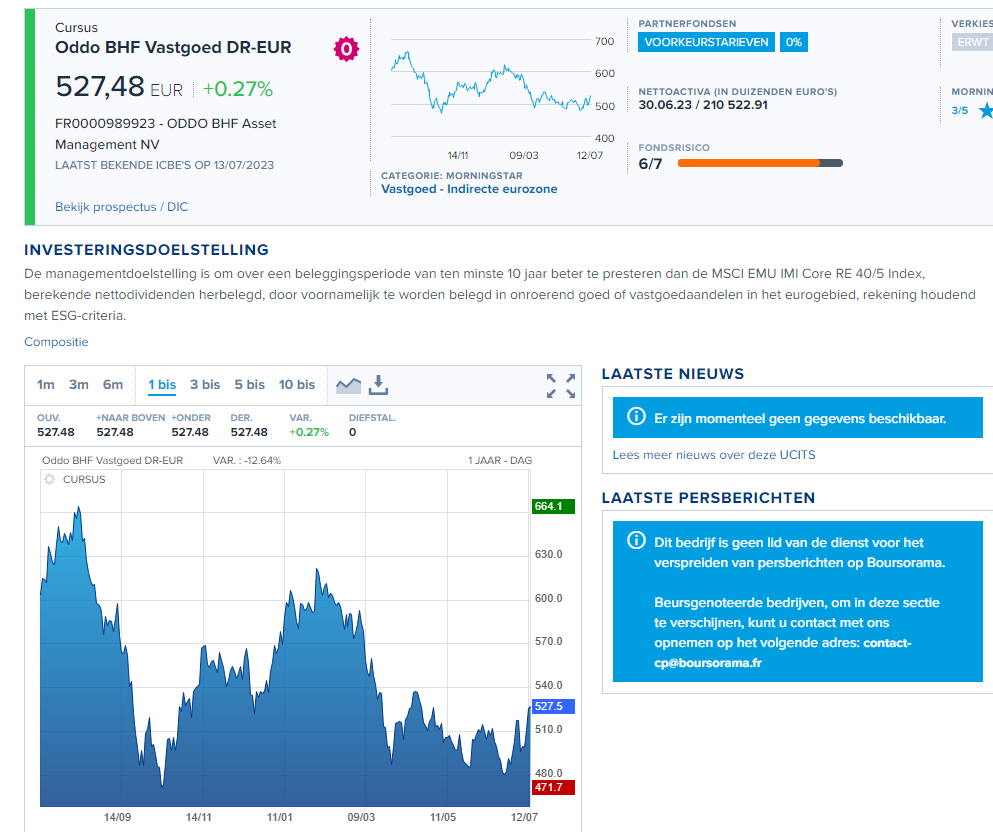 Cursus
Oddo BHF Vastgoed DR-EUR
527,48 EUR +0.27%
FR0000989923 - ODDO BHF Asset
Management NV
LAATST BEKENDE ICBE'S OP 13/07/2023
Bekijk prospectus / DIC
700
600
500
400
14/11 09/03 12/07
CATEGORIE: MORNINGSTAR
Vastgoed - Indirecte eurozone
PARTNERFONDSEN
VOORKEURSTARIEVEN 0%
NETTOACTIVA (IN DUIZENDEN EURO'S)
30.06.23 / 210 522.91
FONDSRISICO
6/7
VERKIES
ERWT
MORNIN
3/5
INVESTERINGSDOELSTELLING
De managementdoelstelling is om over een beleggingsperiode van ten minste 10 jaar beter te presteren dan de MSCI EMU IMI Core RE 40/5 Index,
berekende nettodividenden herbelegd, door voornamelijk te worden belegd in onroerend goed of vastgoedaandelen in het eurogebied, rekening houdend
met ESG-criteria.
Compositie
1m 3m 6m 1 bis 3 bis 5 bis 10 bis
OUV. +NAAR BOVEN +ONDER DER. VAR. DIEFSTAL.
527.48 527.48 527.48 527.48 +0.27% 0
Oddo BHF Vastgoed DR-EUR VAR. : -12.64% 1 JAAR - DAG
CURSUS
664.1
630.0
600.0
570.0
540.0
527.5
510.0
480.0
471.7
14/09 14/11 11/01 09/03 11/05 12/07
LAATSTE NIEUWS
Er zijn momenteel geen gegevens beschikbaar.
Lees meer nieuws over deze UCITS
LAATSTE PERSBERICHTEN
Dit bedrijf is geen lid van de dienst voor het
verspreiden van persberichten op Boursorama.
Beursgenoteerde bedrijven, om in deze sectie
te verschijnen, kunt u contact met ons
opnemen op het volgende adres: contact-
cp@boursorama.fr